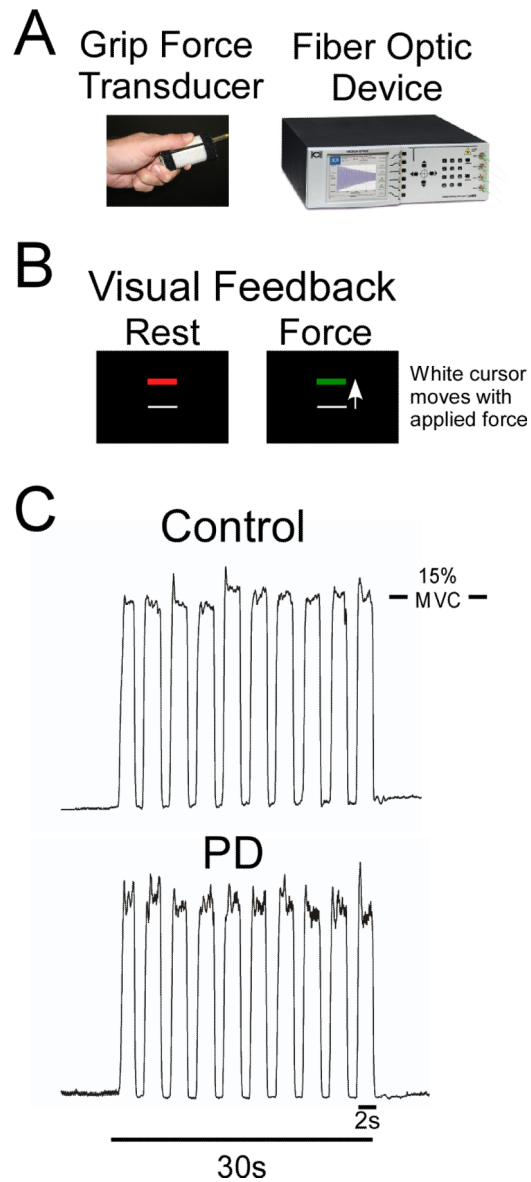 A
Grip Force
Transducer
Fiber Optic
Device
B
Visual Feedback
Rest
Force
White cursor
moves with
applied force
C
Control
15%
MVC
PD
2s
30s